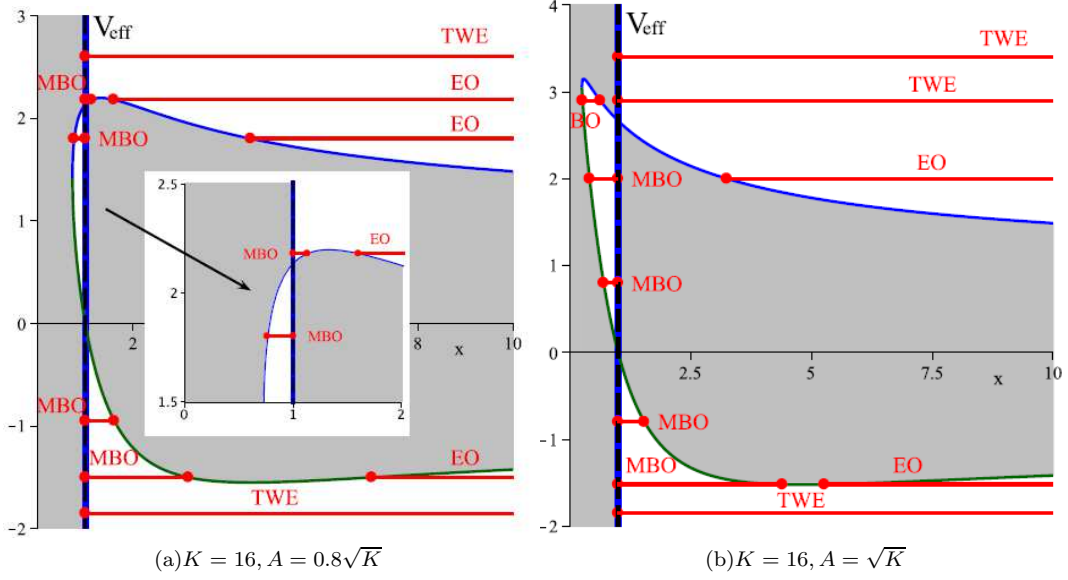 3
V_eff
TWE
MBO
EO
2
MBO
EO
2.5
1
MBO
EO
2
MBO
1.5
0
1
2
0
2
8
10
x
-1
MBO
MBO
EO
TWE
-2
(a)K = 16, A = 0.8√K
4
V_eff
TWE
3
TWE
BO
2
MBO
EO
1
MBO
0
2.5
5
7.5
10
x
-1
MBO
MBO
EO
TWE
-2
(b)K = 16, A = √K